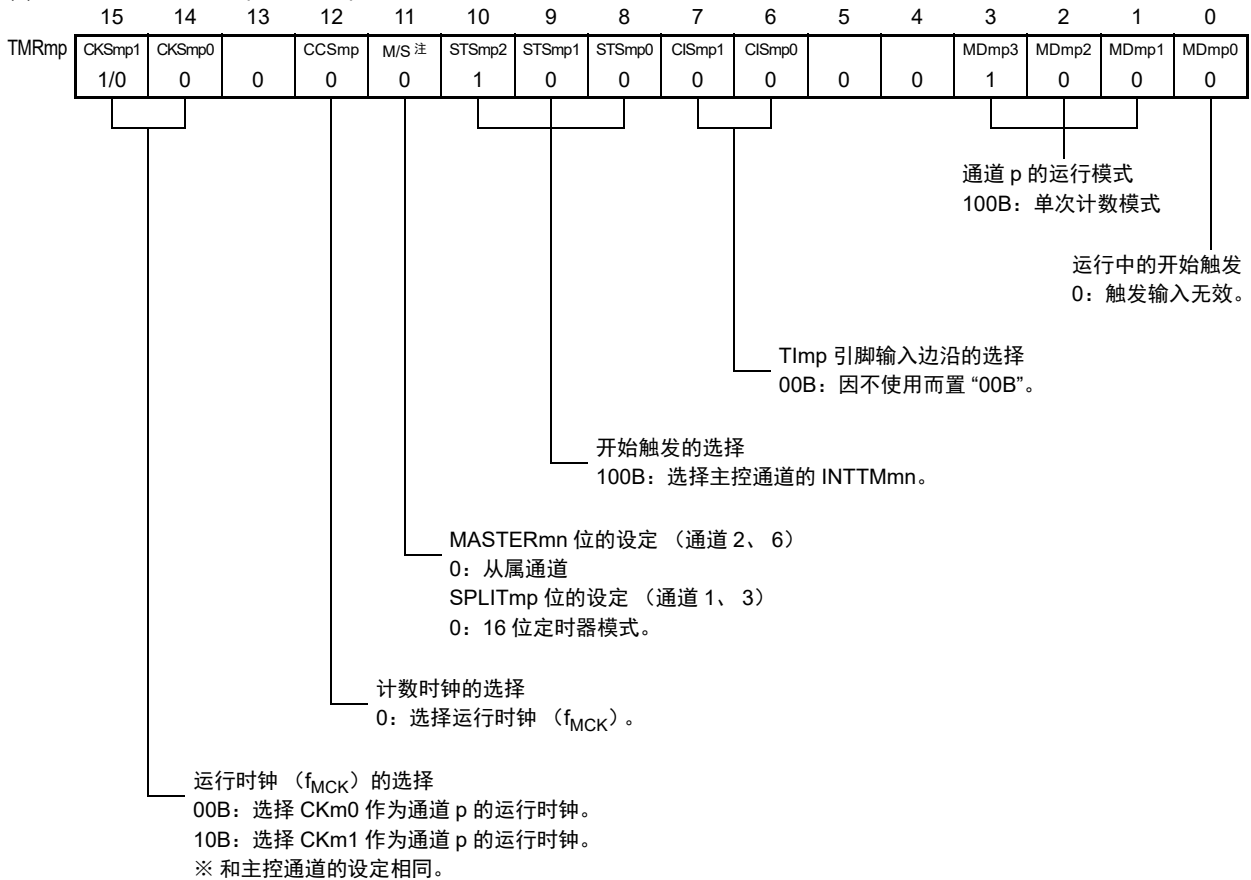 15 14 13 12 11 10 9 8 7 6 5 4 3 2 1 0
TMRmp CKSmp1 CKSmp0 CCSmp M/S 注 STSmp2 STSmp1 STSmp0 CISmp1 CISmp0 MDmp3 MDmp2 MDmp1 MDmp0
1/0 0 0 0 0 1 0 0 0 0 0 0 1 0 0 0
通道 p 的运行模式
100B：单次计数模式
运行中的开始触发
0：触发输入无效。
TImp 引脚输入边沿的选择
00B：因不使用而置 “00B”。
开始触发的选择
100B：选择主控通道的 INTTMmn。
MASTERmn 位的设定 （通道 2、 6）
0：从属通道
SPLITmp 位的设定 （通道 1、 3）
0：16 位定时器模式。
计数时钟的选择
0：选择运行时钟 （fMCK）。
运行时钟 （fMCK）的选择
00B：选择 CKm0 作为通道 p 的运行时钟。
10B：选择 CKm1 作为通道 p 的运行时钟。
※ 和主控通道的设定相同。